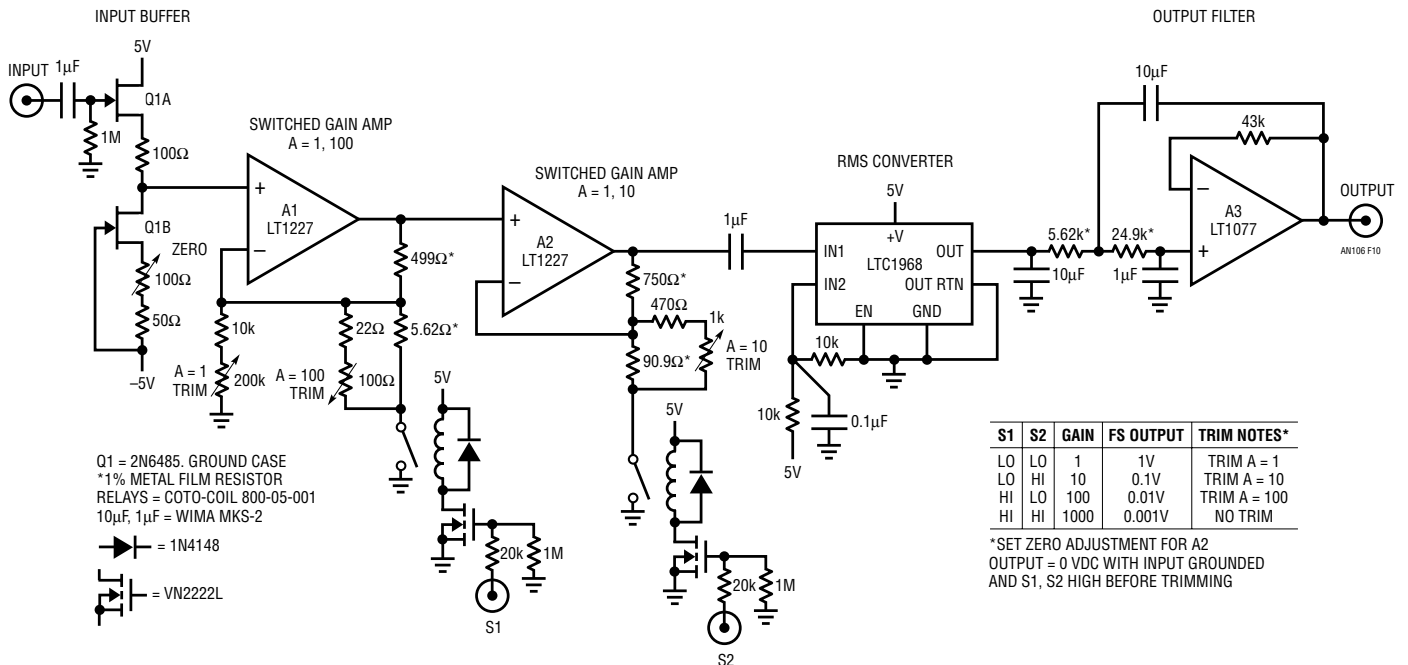 INPUT BUFFER
OUTPUT FILTER
INPUT
1µF
5V
Q1A
1M
100Ω
Q1B
ZERO
100Ω
50Ω
–5V
SWITCHED GAIN AMP
A = 1, 100
+
–
A1
LT1227
499Ω*
10k
22Ω
5.62Ω*
A = 1
TRIM
200k
A = 100
TRIM
100Ω
5V
20k
1M
S1
SWITCHED GAIN AMP
A = 1, 10
+
–
A2
LT1227
750Ω*
470Ω
1k
A = 10
TRIM
90.9Ω*
5V
20k
1M
S2
1µF
RMS CONVERTER
5V
+V
IN1
OUT
LTC1968
IN2
OUT RTN
EN
GND
10k
10k
0.1µF
5V
10µF
43k
5.62k*
24.9k*
10µF
1µF
–
+
A3
LT1077
OUTPUT
AN106 F10
Q1 = 2N6485. GROUND CASE
*1% METAL FILM RESISTOR
RELAYS = COTO-COIL 800-05-001
10µF, 1µF = WIMA MKS-2
= 1N4148
= VN2222L
S1 S2 GAIN FS OUTPUT TRIM NOTES*
LO LO 1 1V TRIM A = 1
LO HI 10 0.1V TRIM A = 10
HI LO 100 0.01V TRIM A = 100
HI HI 1000 0.001V NO TRIM
*SET ZERO ADJUSTMENT FOR A2
OUTPUT = 0 VDC WITH INPUT GROUNDED
AND S1, S2 HIGH BEFORE TRIMMING